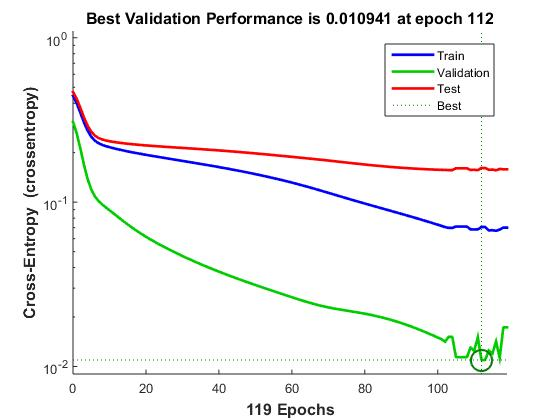 Best Validation Performance is 0.010941 at epoch 112
Cross-Entropy (crossentropy)
10^0
10^-1
10^-2
Train
Validation
Test
Best
0 20 40 60 80 100
119 Epochs